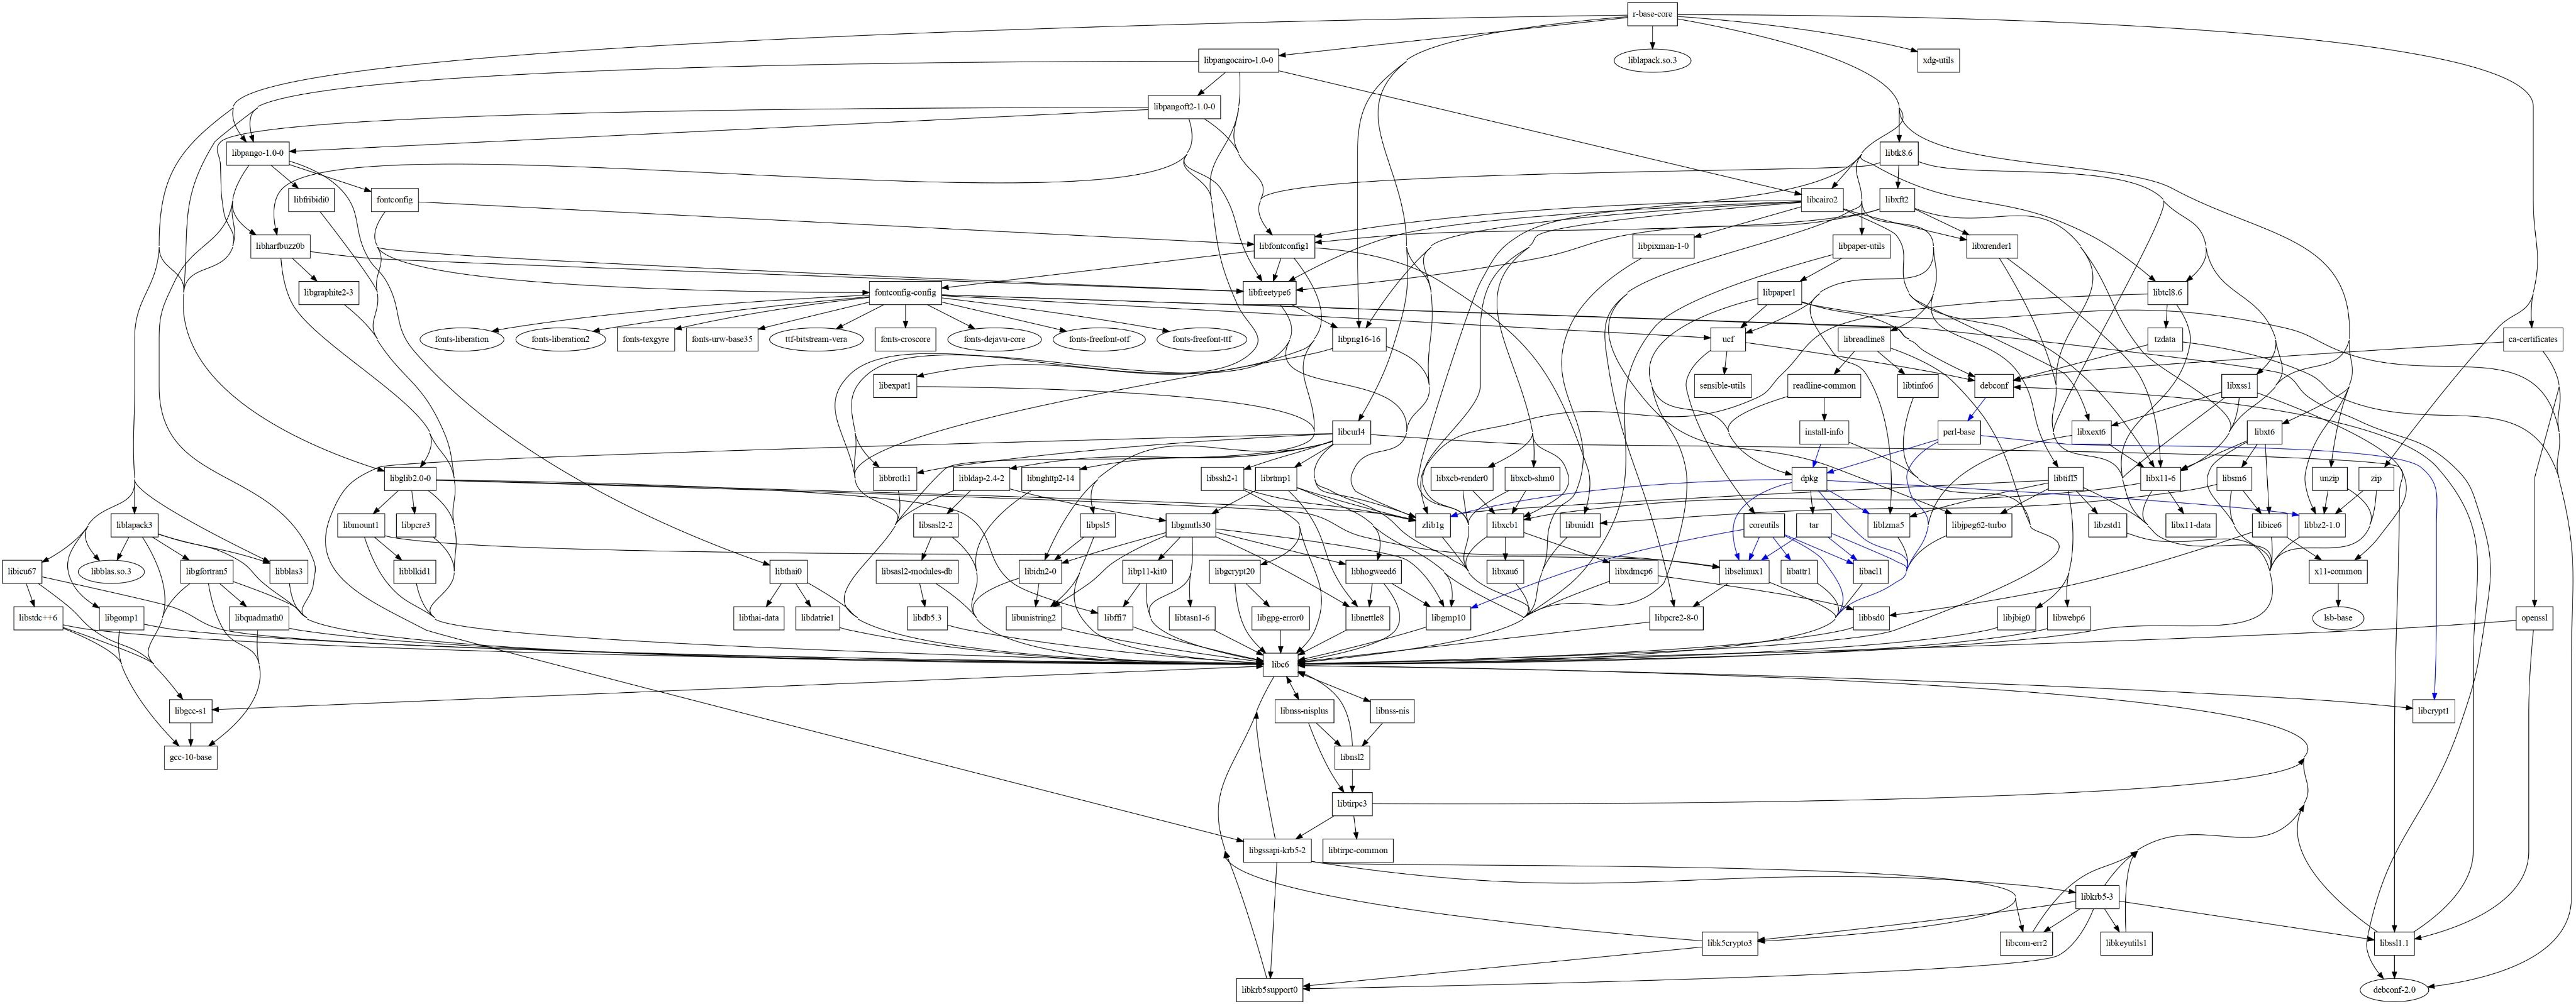 r-base-core
libpangocairo-1.0-0
liblapack.so.3
xdg-utils
libpangoft2-1.0-0
libpango-1.0-0
libtk8.6
libfribidi0
fontconfig
libcairo2
libxft2
libharfbuzz0b
libfontconfig1
libpixman-1-0
libpaper-utils
libxrender1
libgraphite2-3
fontconfig-config
libfreetype6
libpaper1
libtcl8.6
fonts-liberation
fonts-liberation2
fonts-texgyre
fonts-urw-base35
ttf-bitstream-vera
fonts-croscore
fonts-dejavu-core
fonts-freefont-otf
fonts-freefont-ttf
libpng16-16
ucf
libreadline8
tzdata
ca-certificates
libexpat1
sensible-utils
readline-common
libtinfo6
debconf
libxss1
libcurl4
install-info
perl-base
libxext6
libxt6
libglib2.0-0
libbrotli1
libldap-2.4-2
libnghttp2-14
libssh2-1
librtmp1
libxcb-render0
libxcb-shm0
dpkg
libtiff5
libx11-6
libsm6
unzip
zip
liblapack3
libmount1
libpcre3
libsasl2-2
libpsl5
libgnutls30
zlib1g
libxcb1
libuuid1
coreutils
tar
liblzma5
libjpeg62-turbo
libzstd1
libx11-data
libice6
libbz2-1.0
libicu67
libblas.so.3
libgfortran5
libblas3
libblkid1
libthai0
libsasl2-modules-db
libidn2-0
libp11-kit0
libgcrypt20
libhogweed6
libxau6
libxdmcp6
libselinux1
libattr1
libacl1
x11-common
libstdc++6
libgomp1
libquadmath0
libthai-data
libdatrie1
libdb5.3
libunistring2
libffi7
libtasn1-6
libgpg-error0
libnettle8
libgmp10
libpcre2-8-0
libbsd0
libjbig0
libwebp6
lsb-base
openssl
libc6
libgcc-s1
libnss-nisplus
libnss-nis
libcrypt1
gcc-10-base
libnsl2
libtirpc3
libgssapi-krb5-2
libtirpc-common
libkrb5-3
libk5crypto3
libcom-err2
libkeyutils1
libssl1.1
libkrb5support0
debconf-2.0